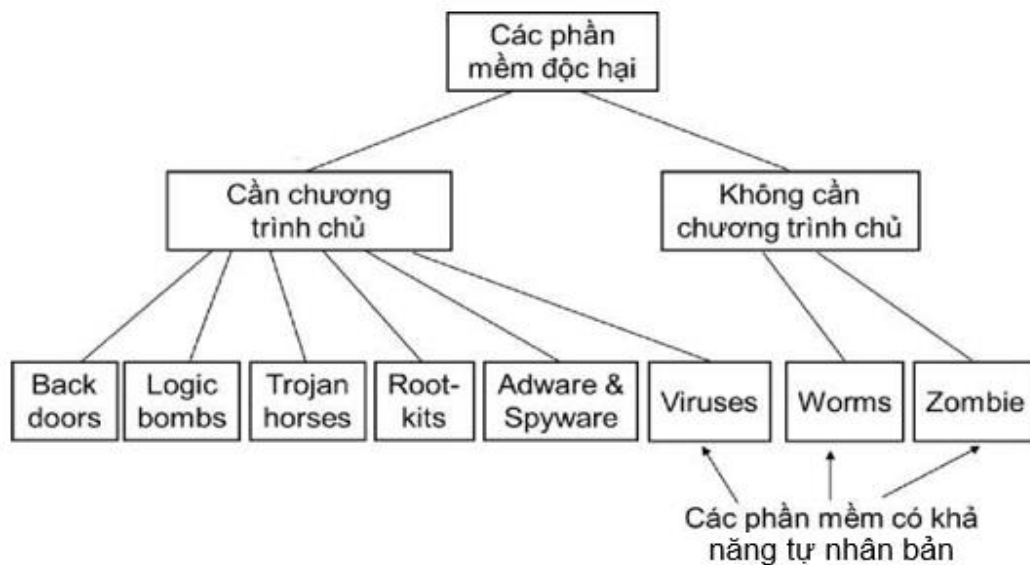 Các phần
mềm độc hại
Cần chương
trình chủ
Không cần
chương trình chủ
Back
doors
Logic
bombs
Trojan
horses
Root-
kits
Adware &
Spyware
Viruses
Worms
Zombie
Các phần mềm có khả
năng tự nhân bản